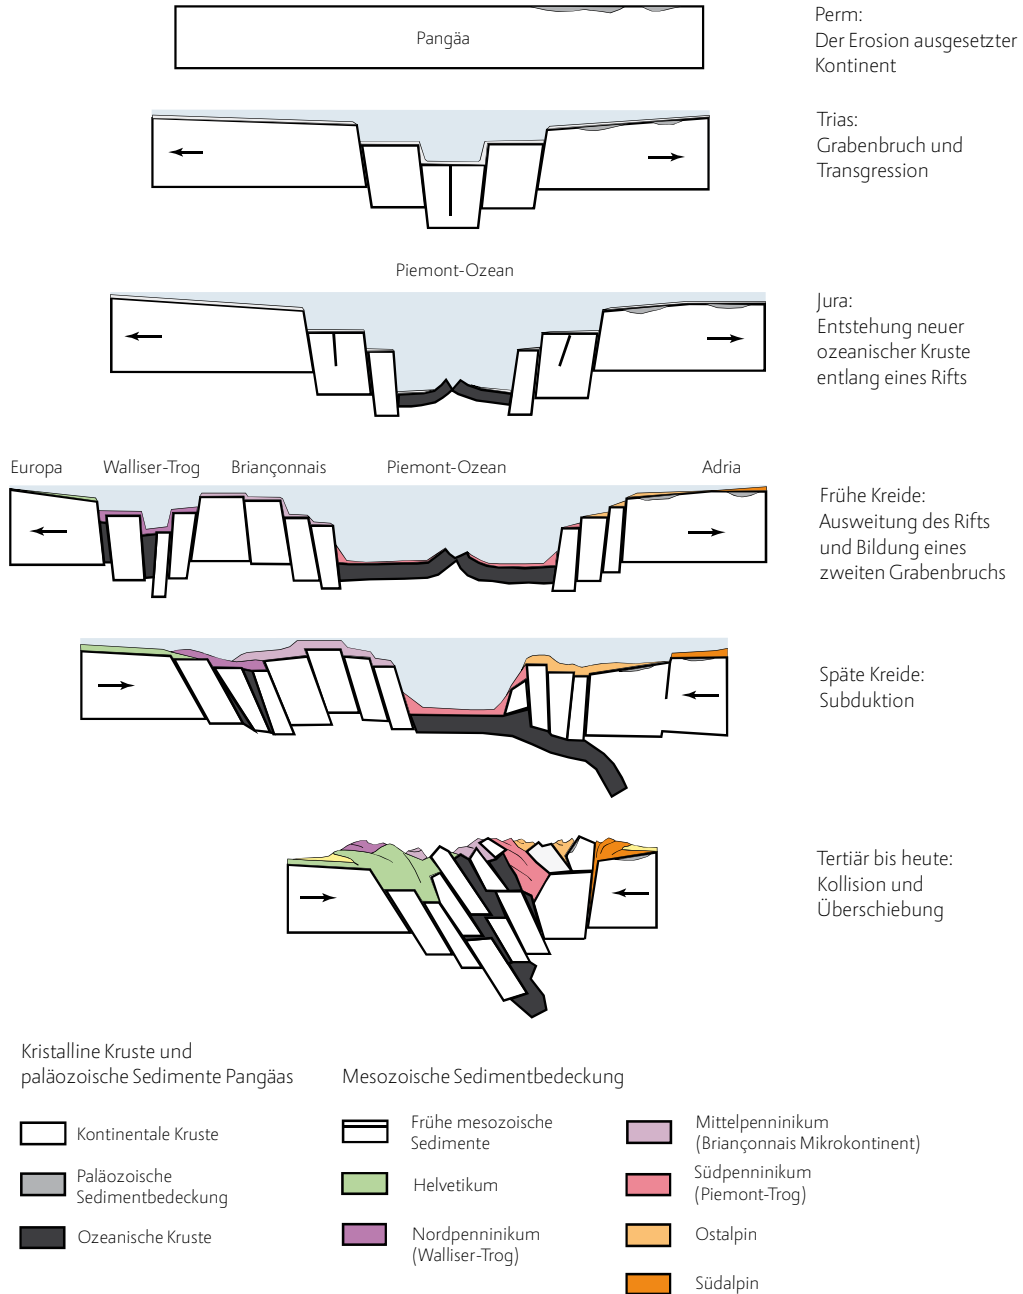 Pangäa
Perm:
Der Erosion ausgesetzter
Kontinent
Trias:
Grabenbruch und
Transgression
Piemont-Ozean
Jura:
Entstehung neuer
ozeanischer Kruste
entlang eines Rifts
Europa
Walliser-Trog
Briançonnais
Piemont-Ozean
Adria
Frühe Kreide:
Ausweitung des Rifts
und Bildung eines
zweiten Grabenbruchs
Späte Kreide:
Subduktion
Tertiär bis heute:
Kollision und
Überschiebung
Kristalline Kruste und
paläozoische Sedimente Pangäas
Kontinentale Kruste
Paläozoische
Sedimentbedeckung
Ozeanische Kruste
Mesozoische Sedimentbedeckung
Frühe mesozoische
Sedimente
Helvetikum
Nordpenninikum
(Walliser-Trog)
Mittelpenninikum
(Briançonnais Mikrokontinent)
Südpenninikum
(Piemont-Trog)
Ostalpin
Südalpin